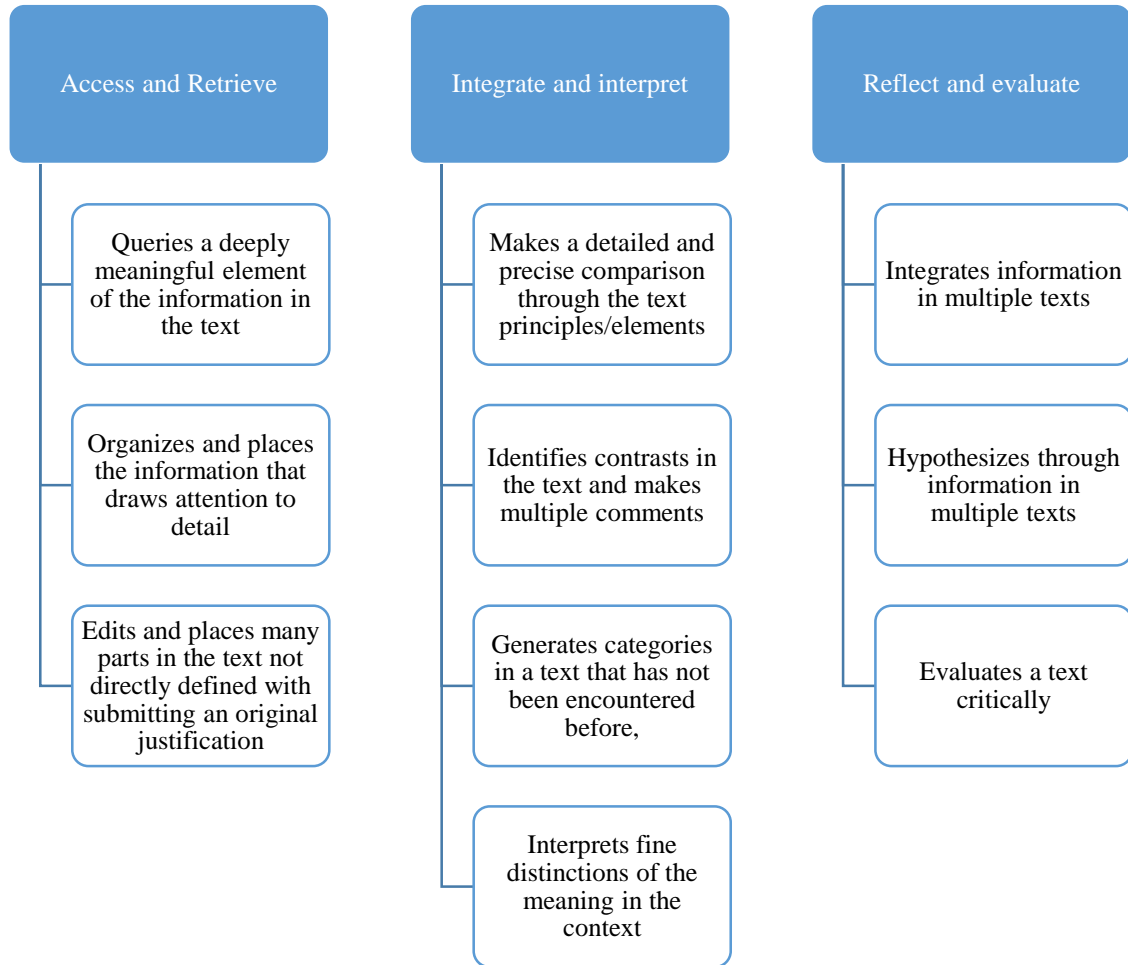 Access and Retrieve
Queries a deeply
meaningful element
of the information in
the text
Organizes and places
the information that
draws attention to
detail
Edits and places many
parts in the text not
directly defined with
submitting an original
justification
Integrate and interpret
Makes a detailed and
precise comparison
through the text
principles/elements
Identifies contrasts in
the text and makes
multiple comments
Generates categories
in a text that has not
been encountered
before,
Interprets fine
distinctions of the
meaning in the
context
Reflect and evaluate
Integrates information
in multiple texts
Hypothesizes through
information in
multiple texts
Evaluates a text
critically